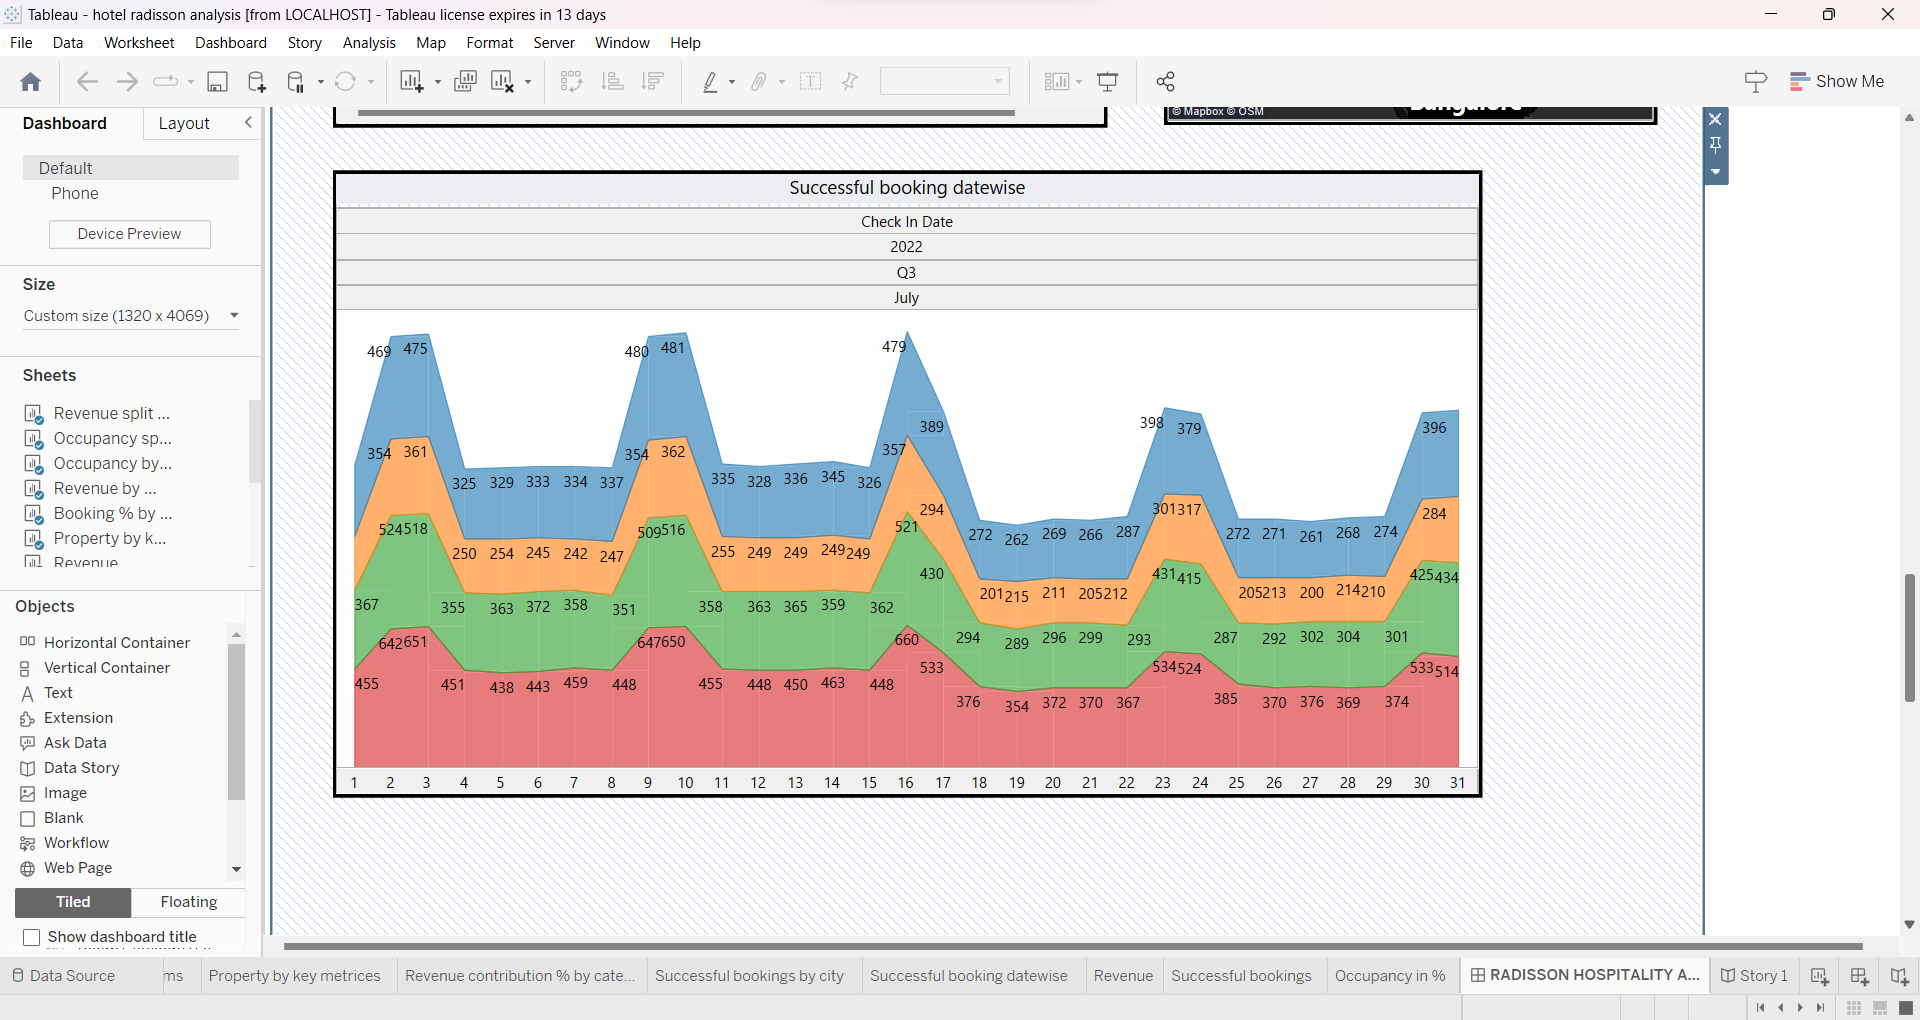 Tableau - hotel radisson analysis [from LOCALHOST] - Tableau license expires in 13 days
File Data Worksheet Dashboard Story Analysis Map Format Server Window Help
Show Me
Dashboard Layout
Default
Phone
Device Preview
Size
Custom size (1320 x 4069)
Sheets
Revenue split ...
Occupancy sp...
Occupancy by...
Revenue by ...
Booking % by ...
Property by k...
Revenue
Objects
Horizontal Container
Vertical Container
Text
Extension
Ask Data
Data Story
Image
Blank
Workflow
Web Page
Tiled Floating
Show dashboard title
© Mapbox © OSM
Bangalore
Successful booking datewise
Check In Date
2022
Q3
July
469 475 480 481 479 389 398 379 396
325 329 333 334 337 335 328 336 345 326 272 262 269 266 287 272 271 261 268 274
354 361 354 362 357 294 301 317 284
250 254 245 242 247 255 249 249 249 249 201 215 211 205 212 205 213 200 214 210
524 518 509 516 521 430 431 415 425 434
367 355 363 372 358 351 358 363 365 359 362 294 289 296 299 293 287 292 302 304 301
642 651 647 650 660 533 534 524 533 514
455 451 438 443 459 448 455 448 450 463 448 376 354 372 370 367 385 370 376 369 374
1 2 3 4 5 6 7 8 9 10 11 12 13 14 15 16 17 18 19 20 21 22 23 24 25 26 27 28 29 30 31
Data Source ms Property by key metrices Revenue contribution % by cate... Successful bookings by city Successful booking datewise Revenue Successful bookings Occupancy in % RADISSON HOSPITALITY A... Story 1